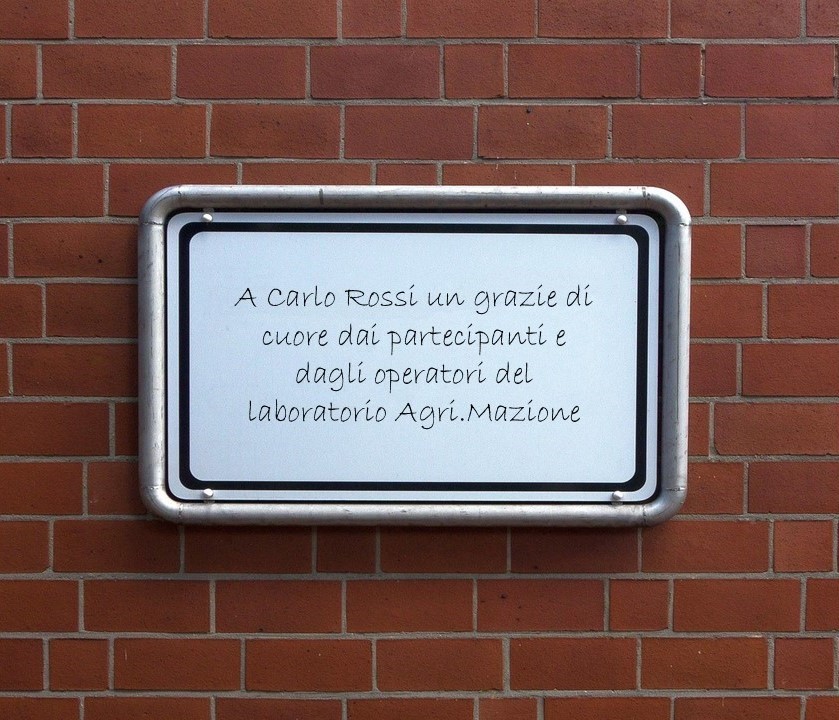 A Carlo Rossi un grazie di
cuore dai partecipanti e
dagli operatori del
laboratorio Agri.Mazione